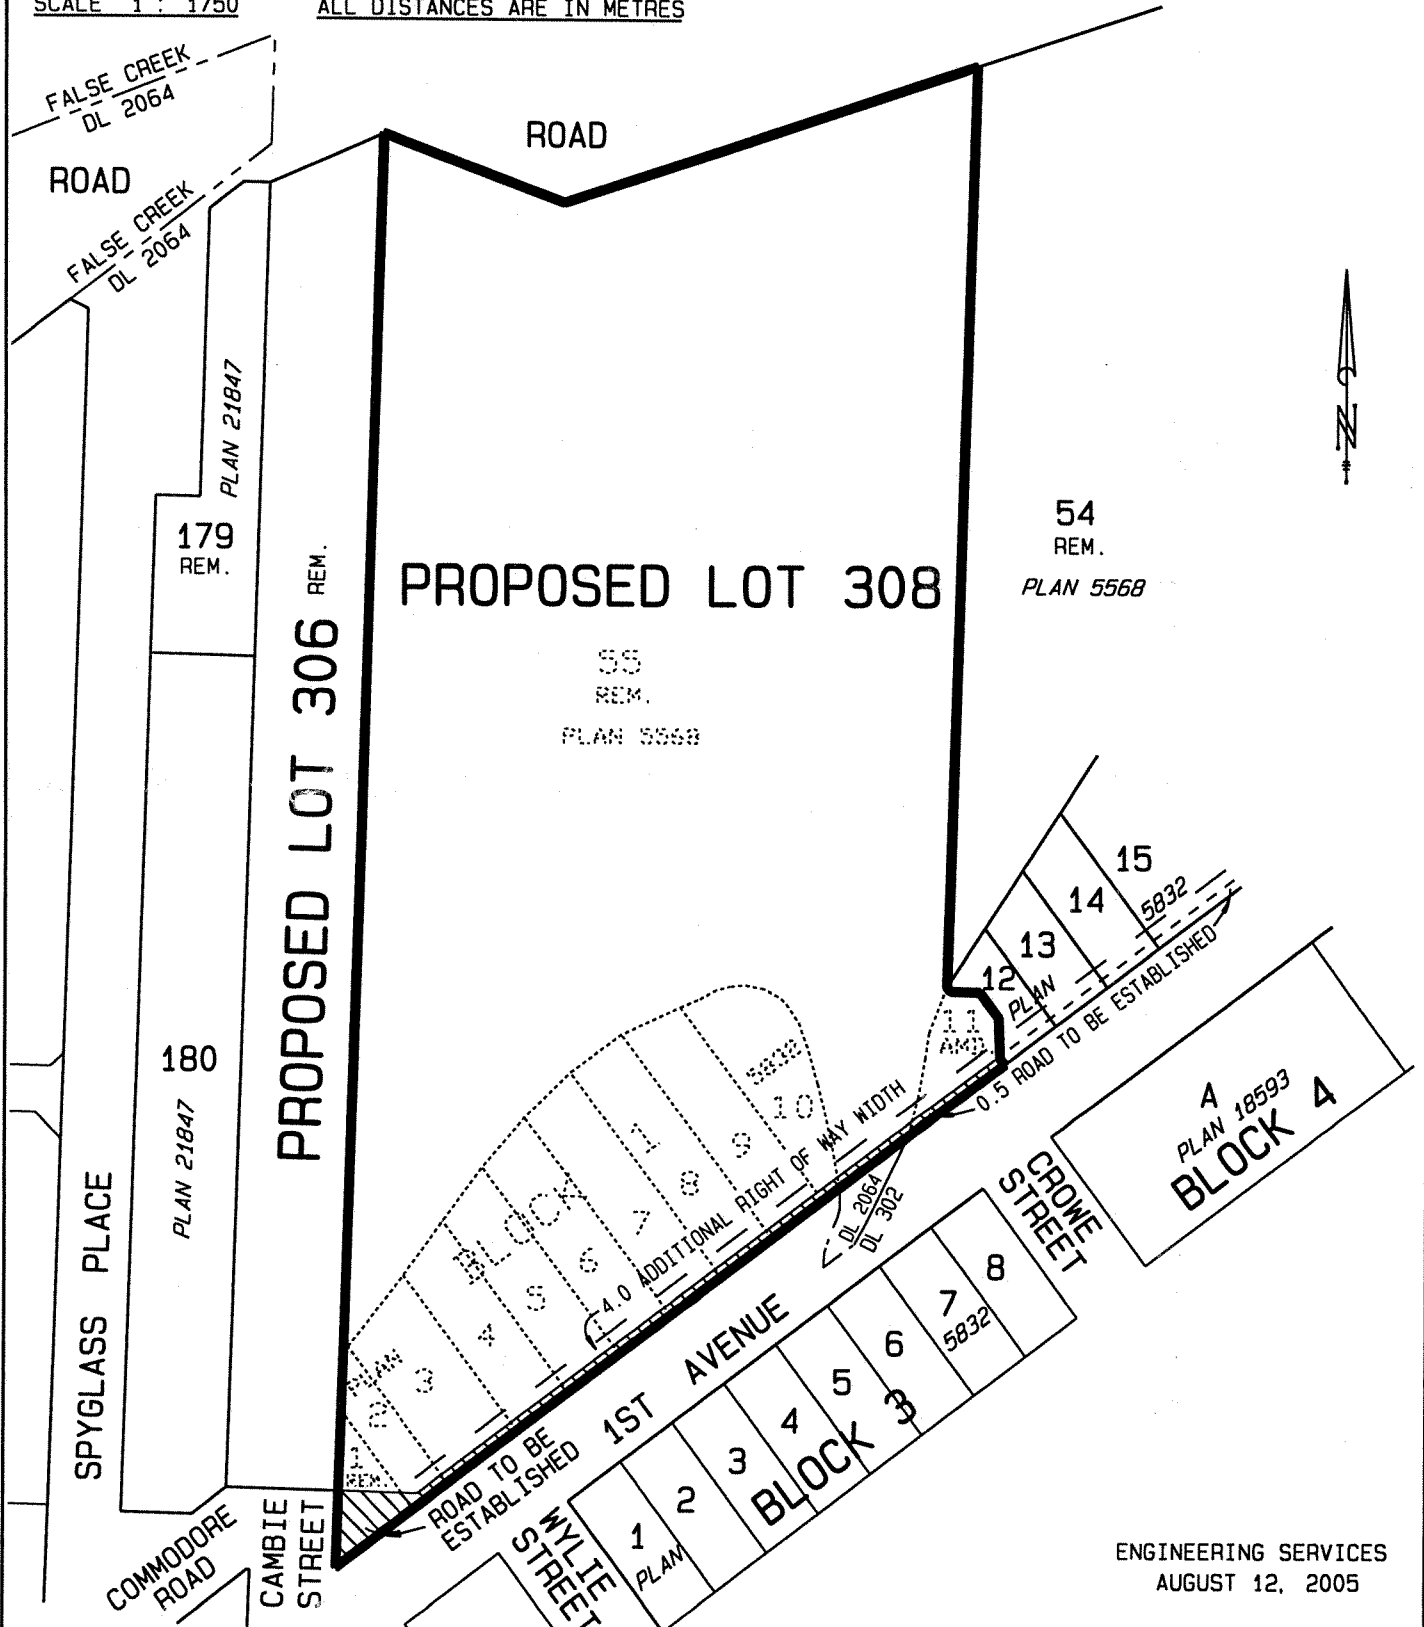 SCALE 1 : 1750
ALL DISTANCES ARE IN METRES
FALSE CREEK
DL 2064
ROAD
ROAD
FALSE CREEK
DL 2064
PLAN 21847
N
179
REM.
54
REM.
PLAN 5568
PROPOSED LOT 306 REM.
PROPOSED LOT 308
55
REM.
PLAN 5568
15
14
13
12
PLAN
5832
11
AMD.
0.5 ROAD TO BE ESTABLISHED
180
PLAN 21847
SPYGLASS PLACE
BLOCK 1
5832
10
9
8
7
6
5
4
3
PLAN
2
1
REM.
4.0 ADDITIONAL RIGHT OF WAY WIDTH
DL 2064
DL 302
A
PLAN 18593
BLOCK 4
CROWE
STREET
1ST AVENUE
8
7
5832
6
5
4
3
2
1
PLAN
BLOCK 3
ROAD TO BE
ESTABLISHED
WYLIE
STREET
CAMBIE
STREET
COMMODORE
ROAD
ENGINEERING SERVICES
AUGUST 12, 2005